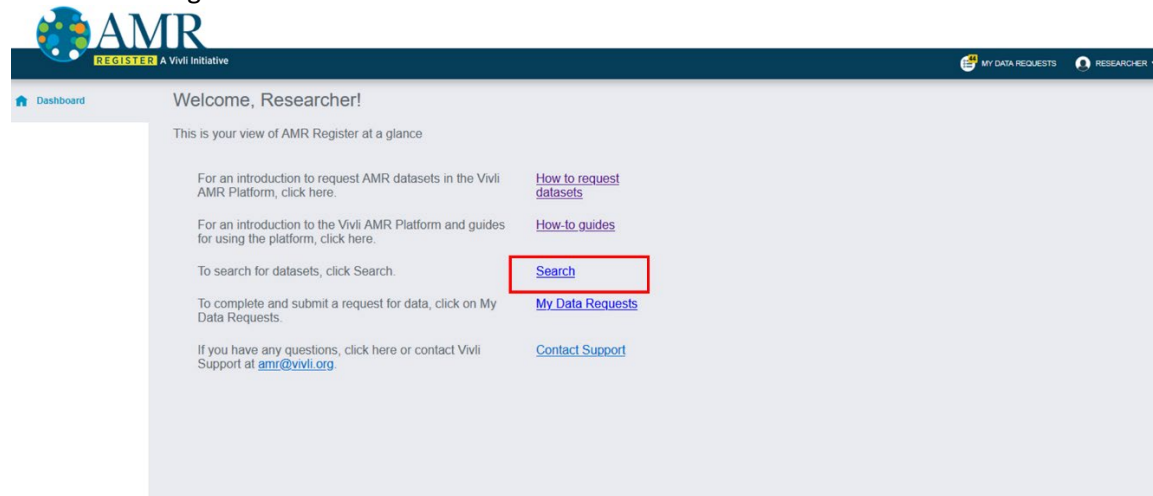 AMR
REGISTER A Vivli Initiative
MY DATA REQUESTS
RESEARCHER
Dashboard
Welcome, Researcher!
This is your view of AMR Register at a glance
For an introduction to request AMR datasets in the Vivli
AMR Platform, click here.
How to request
datasets
For an introduction to the Vivli AMR Platform and guides
for using the platform, click here.
How-to guides
To search for datasets, click Search.
Search
To complete and submit a request for data, click on My
Data Requests.
My Data Requests
If you have any questions, click here or contact Vivli
Support at amr@vivli.org.
Contact Support